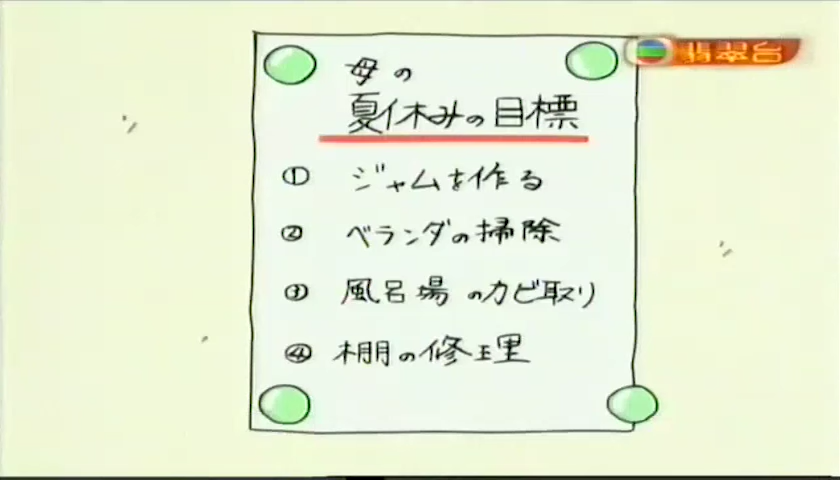 翡翠台
母の
夏休みの目標
① ジャムを作る
② ベランダの掃除
③ 風呂場のカビ取り
④ 棚の修理